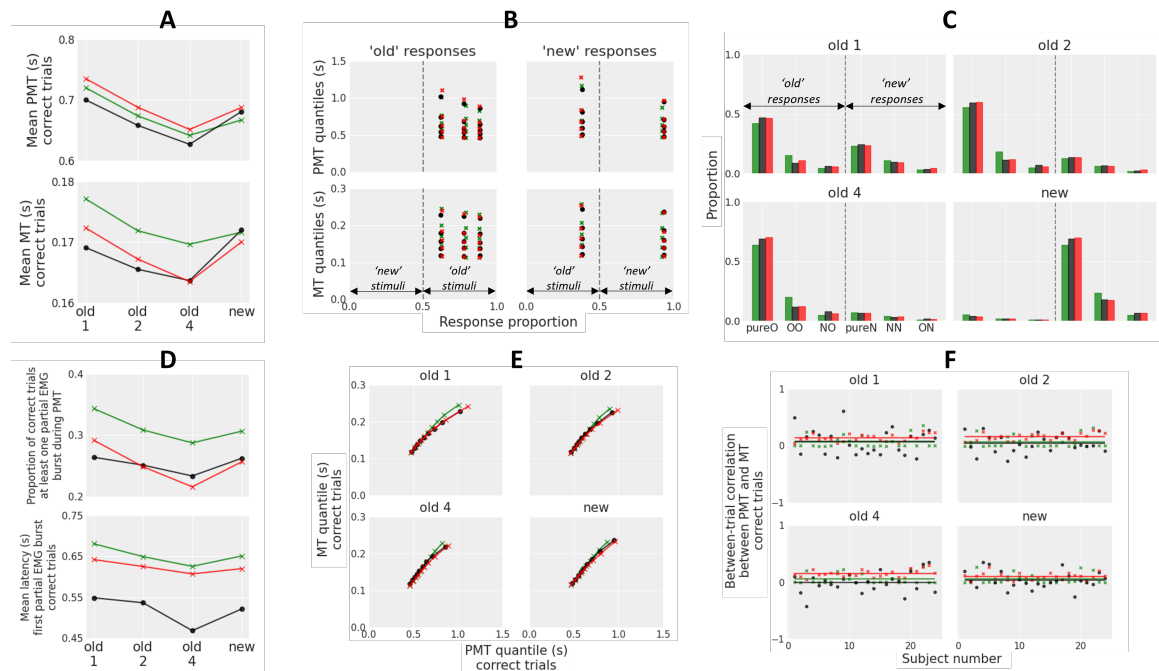 A
Mean PMT (s)
correct trials
0.8
0.7
0.6
Mean MT (s)
correct trials
0.18
0.17
0.16
old
1
old
2
old
4
new
B
'old' responses
'new' responses
PMT quantiles (s)
1.5
1.0
0.5
0.0
MT quantiles (s)
0.3
0.2
0.1
0.0
‘new’
stimuli
‘old’
stimuli
‘old’
stimuli
‘new’
stimuli
0.0
0.5
1.0
0.0
0.5
1.0
Response proportion
C
old 1
old 2
1.0
0.5
0.0
‘old’
responses
‘new’
responses
Proportion
old 4
new
1.0
0.5
0.0
pureO
OO
NO
pureN
NN
ON
D
Proportion of correct trials
at least one partial EMG
burst during PMT
0.4
0.3
0.2
Mean latency (s)
first partial EMG burst
correct trials
0.75
0.65
0.55
0.45
old
1
old
2
old
4
new
E
old 1
old 2
0.3
0.2
0.1
0.0
MT quantile (s)
correct trials
old 4
new
0.3
0.2
0.1
0.0
0.0
0.5
1.0
1.5
0.0
0.5
1.0
1.5
PMT quantile (s)
correct trials
F
old 1
old 2
1
0
−1
Between-trial correlation
between PMT and MT
correct trials
old 4
new
1
0
−1
0
10
20
0
10
20
Subject number